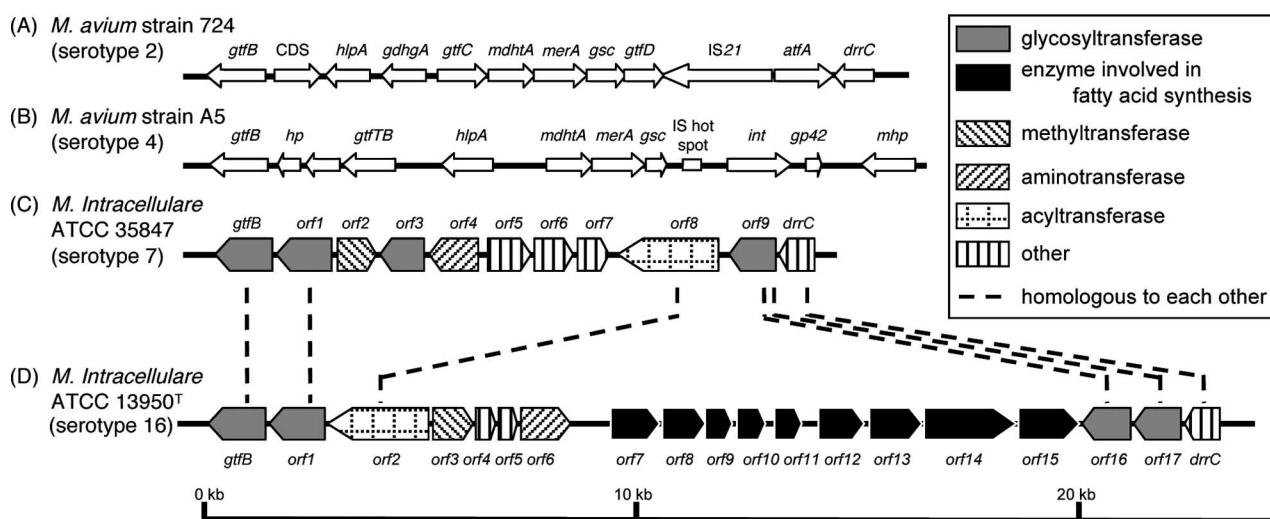 (A) M. avium strain 724
(serotype 2)
gtfB CDS hlpA gdhgA gtfC mdhtA merA gsc gtfD IS21 atfA drrC
(B) M. avium strain A5
(serotype 4)
gtfB hp gtfTB hlpA mdhtA merA gsc IS hot spot int gp42 mhp
(C) M. Intracellulare
ATCC 35847
(serotype 7)
gtfB orf1 orf2 orf3 orf4 orf5 orf6 orf7 orf8 orf9 drrC
(D) M. Intracellulare
ATCC 13950T
(serotype 16)
gtfB orf1 orf2 orf3 orf4 orf5 orf6 orf7 orf8 orf9 orf10 orf11 orf12 orf13 orf14 orf15 orf16 orf17 drrC
0 kb 10 kb 20 kb
glycosyltransferase
enzyme involved in
fatty acid synthesis
methyltransferase
aminotransferase
acyltransferase
other
homologous to each other